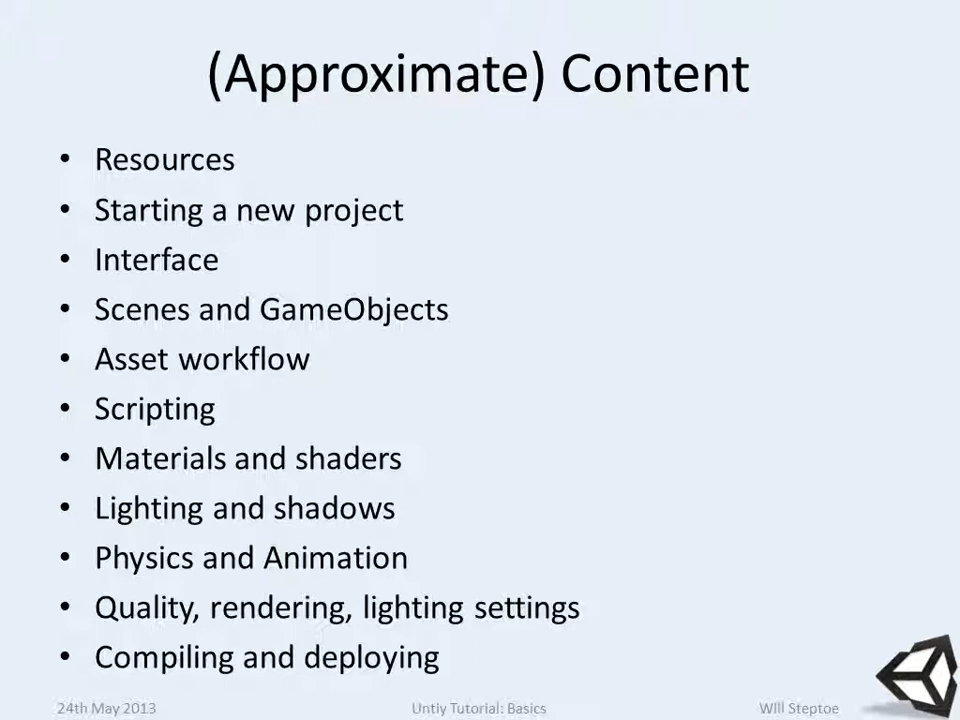 (Approximate) Content
• Resources
• Starting a new project
• Interface
• Scenes and GameObjects
• Asset workflow
• Scripting
• Materials and shaders
• Lighting and shadows
• Physics and Animation
• Quality, rendering, lighting settings
• Compiling and deploying
24th May 2013 Untiy Tutorial: Basics WIll Steptoe